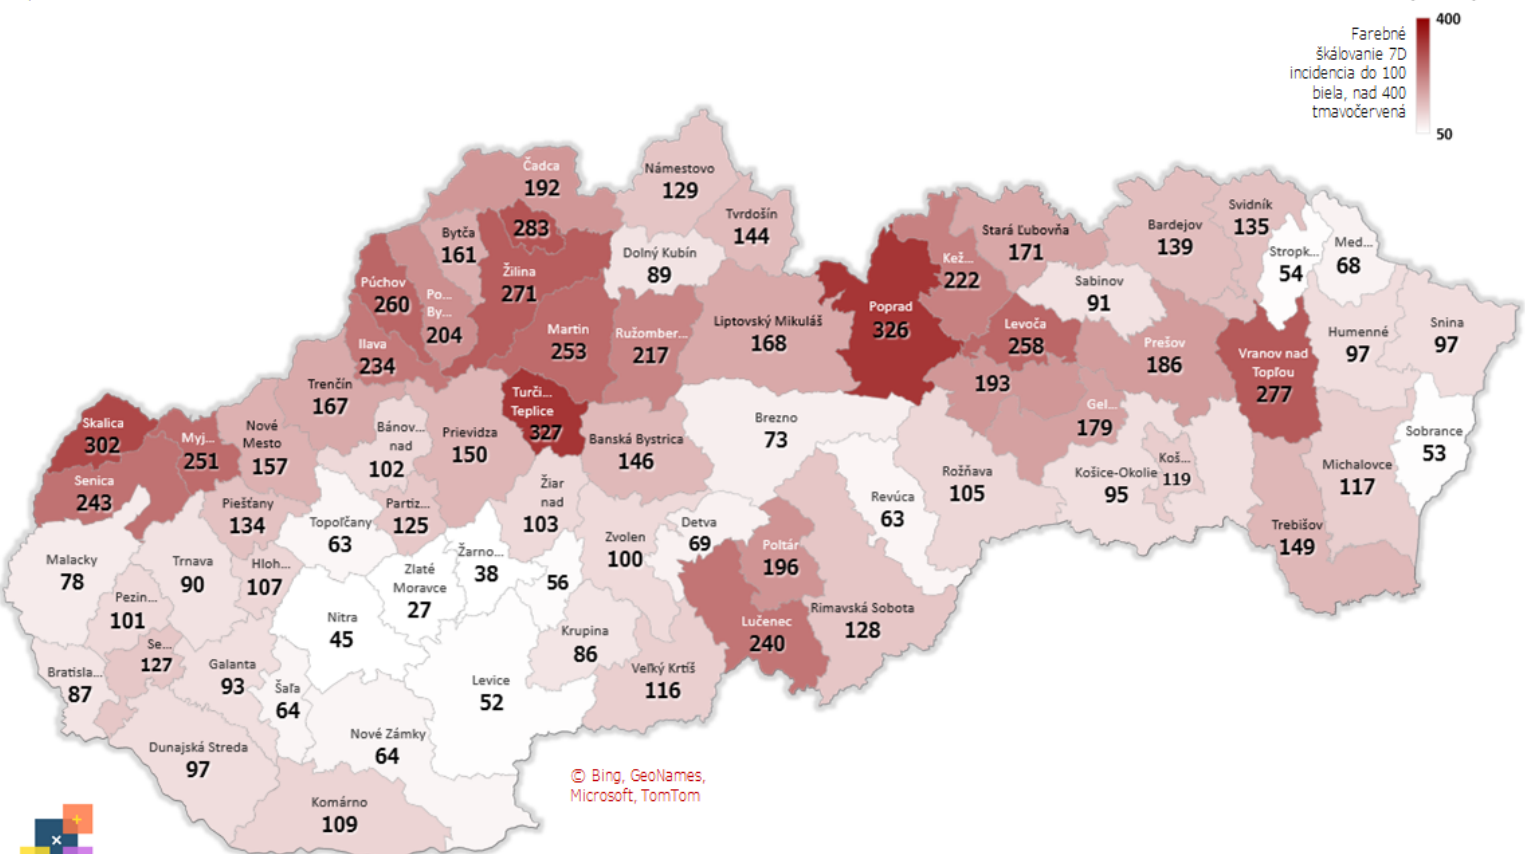 400
Farebné
škálovanie 7D
incidencia do 100
biela, nad 400
tmavočervená
50
Čadca
192
Námestovo
129
Tvrdošín
144
283
Bytča
161
Dolný Kubín
89
Žilina
271
Púchov
260
Po...
By...
204
Ilava
234
Martin
253
Ružomber...
217
Liptovský Mikuláš
168
Poprad
326
Kež...
222
Stará Ľubovňa
171
Sabinov
91
Bardejov
139
Svidník
135
Stropk...
54
Med...
68
Levoča
258
193
Prešov
186
Gel...
179
Vranov nad
Topľou
277
Humenné
97
Snina
97
Sobrance
53
Michalovce
117
Trebišov
149
Koš...
119
Košice-Okolie
95
Rožňava
105
Revúca
63
Brezno
73
Banská Bystrica
146
Turči...
Teplice
327
Prievidza
150
Bánov...
nad
102
Trenčín
167
Nové
Mesto
157
Myj...
251
Skalica
302
Senica
243
Piešťany
134
Topoľčany
63
Partiz...
125
Žiar
nad
103
Zvolen
100
Detva
69
Poltár
196
Lučenec
240
Rimavská Sobota
128
Veľký Krtíš
116
Krupina
86
56
Žarno...
38
Zlaté
Moravce
27
Nitra
45
Hloh...
107
Trnava
90
Malacky
78
Pezin...
101
Se...
127
Bratisla...
87
Galanta
93
Šaľa
64
Levice
52
Nové Zámky
64
Dunajská Streda
97
Komárno
109
© Bing, GeoNames,
Microsoft, TomTom